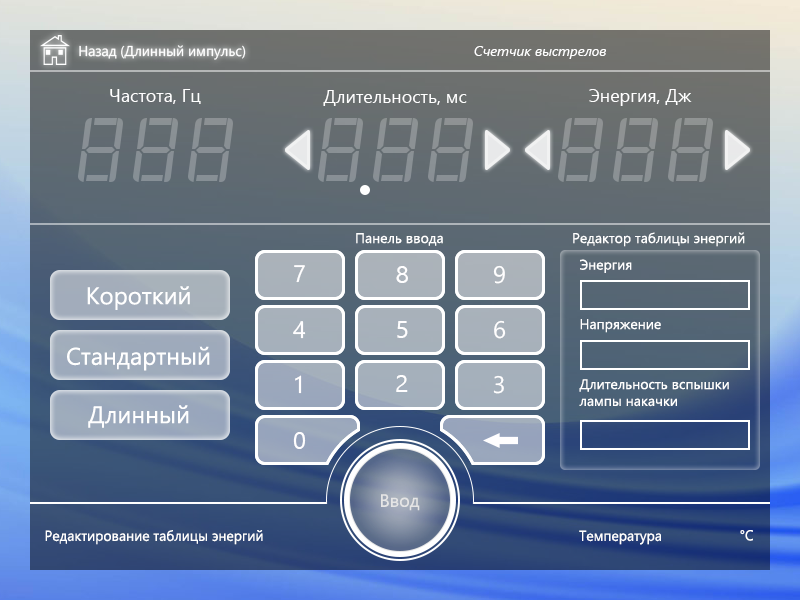 Назад (Длинный импульс)
Счетчик выстрелов
Частота, Гц
Длительность, мс
Энергия, Дж
Панель ввода
Редактор таблицы энергий
7
8
9
Энергия
Короткий
4
5
6
Напряжение
Стандартный
1
2
3
Длительность вспышки
лампы накачки
Длинный
0
Ввод
Редактирование таблицы энергий
Температура
°C